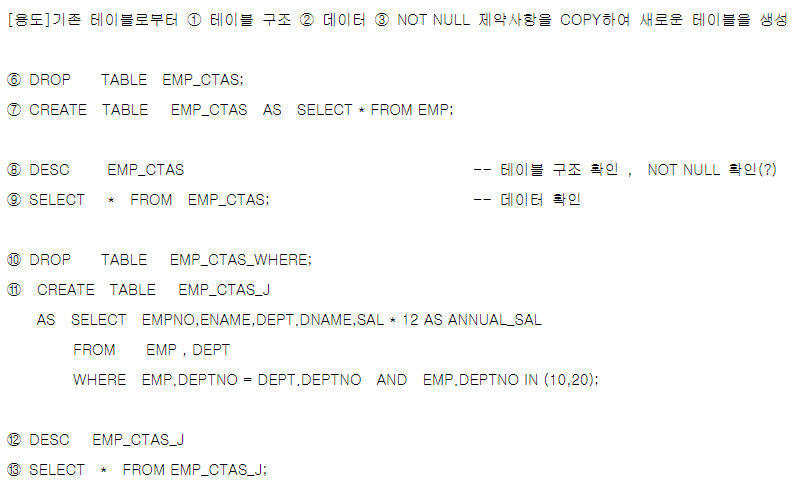 [용도]기존 테이블로부터 ① 테이블 구조 ② 데이터 ③ NOT NULL 제약사항을 COPY하여 새로운 테이블을 생성
⑥ DROP TABLE EMP_CTAS;
⑦ CREATE TABLE EMP_CTAS AS SELECT * FROM EMP;
⑧ DESC EMP_CTAS -- 테이블 구조 확인 , NOT NULL 확인(?)
⑨ SELECT * FROM EMP_CTAS; -- 데이터 확인
⑩ DROP TABLE EMP_CTAS_WHERE;
⑪ CREATE TABLE EMP_CTAS_J
AS SELECT EMPNO,ENAME,DEPT.DNAME,SAL * 12 AS ANNUAL_SAL
FROM EMP , DEPT
WHERE EMP.DEPTNO = DEPT.DEPTNO AND EMP.DEPTNO IN (10,20);
⑫ DESC EMP_CTAS_J
⑬ SELECT * FROM EMP_CTAS_J;